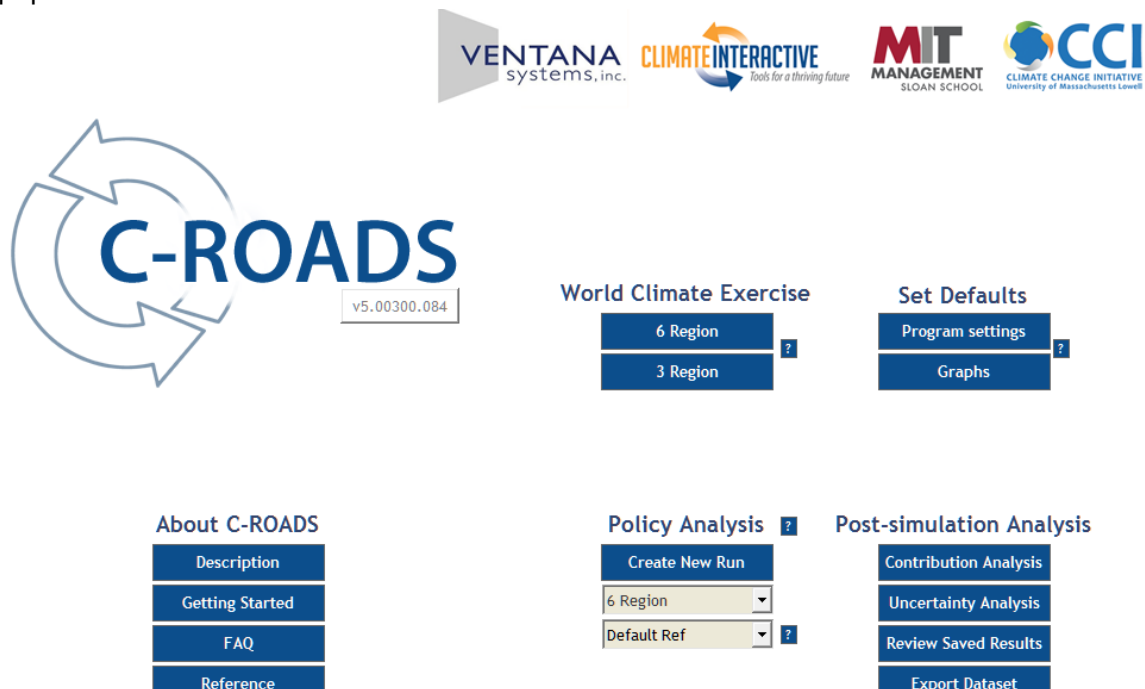 VENTANA
systems, inc.
CLIMATEINTERACTIVE
Tools for a thriving future
MIT
MANAGEMENT
SLOAN SCHOOL
CCI
CLIMATE CHANGE INITIATIVE
University of Massachusetts Lowell
C-ROADS
v5.00300.084
World Climate Exercise
6 Region
?
3 Region
Set Defaults
Program settings
?
Graphs
About C-ROADS
Description
Getting Started
FAQ
Reference
Policy Analysis ?
Create New Run
6 Region
Default Ref ?
Post-simulation Analysis
Contribution Analysis
Uncertainty Analysis
Review Saved Results
Export Dataset